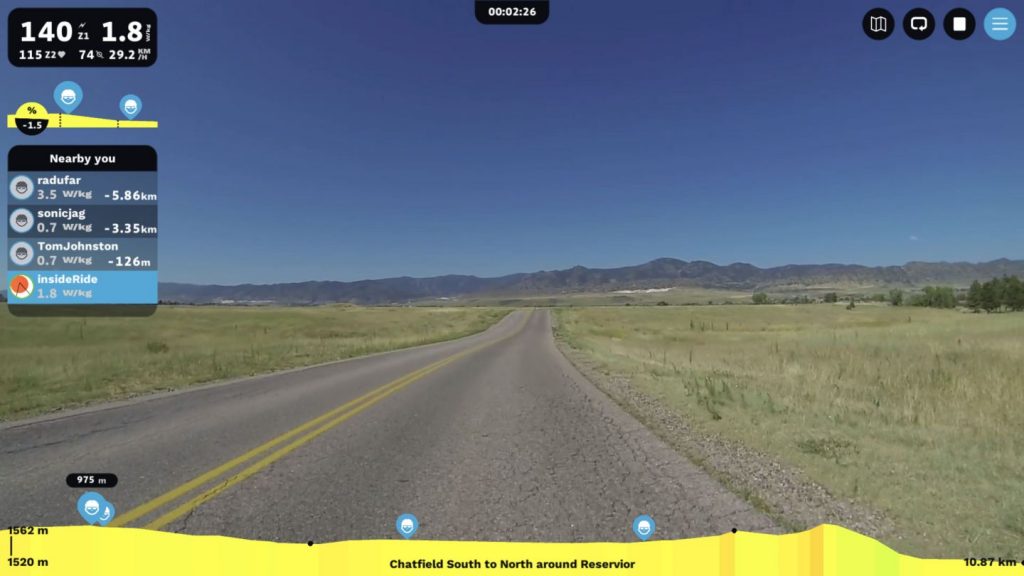 00:02:26
140 Z1 1.8 W/kg
115 Z2 74 29.2 KM/H
%
-1.5
Nearby you
radufar
3.5 W/kg -5.86km
sonicjag
0.7 W/kg -3.35km
TomJohnston
0.7 W/kg -126m
insideRide
1.8 W/kg
975 m
1562 m
1520 m
Chatfield South to North around Reservior
10.87 km